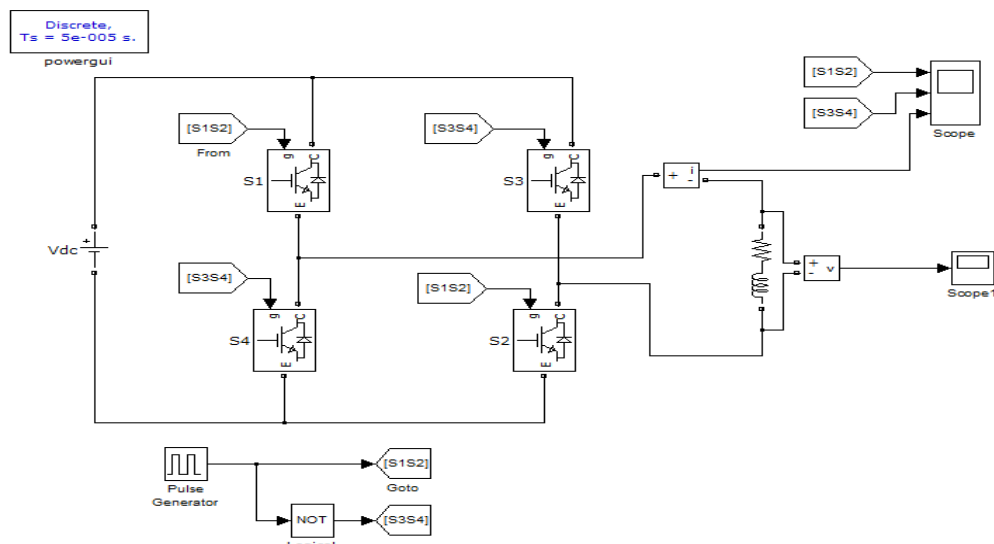 Discrete,
Ts = 5e-005 s.
powergui
[S1S2]
From
[S3S4]
[S1S2]
[S3S4]
Scope
g
C
S1
E
g
C
S3
E
+
i
-
Vdc
+
[S3S4]
[S1S2]
+
-
v
Scope1
g
C
S4
E
g
C
S2
E
Pulse
Generator
[S1S2]
Goto
NOT
[S3S4]